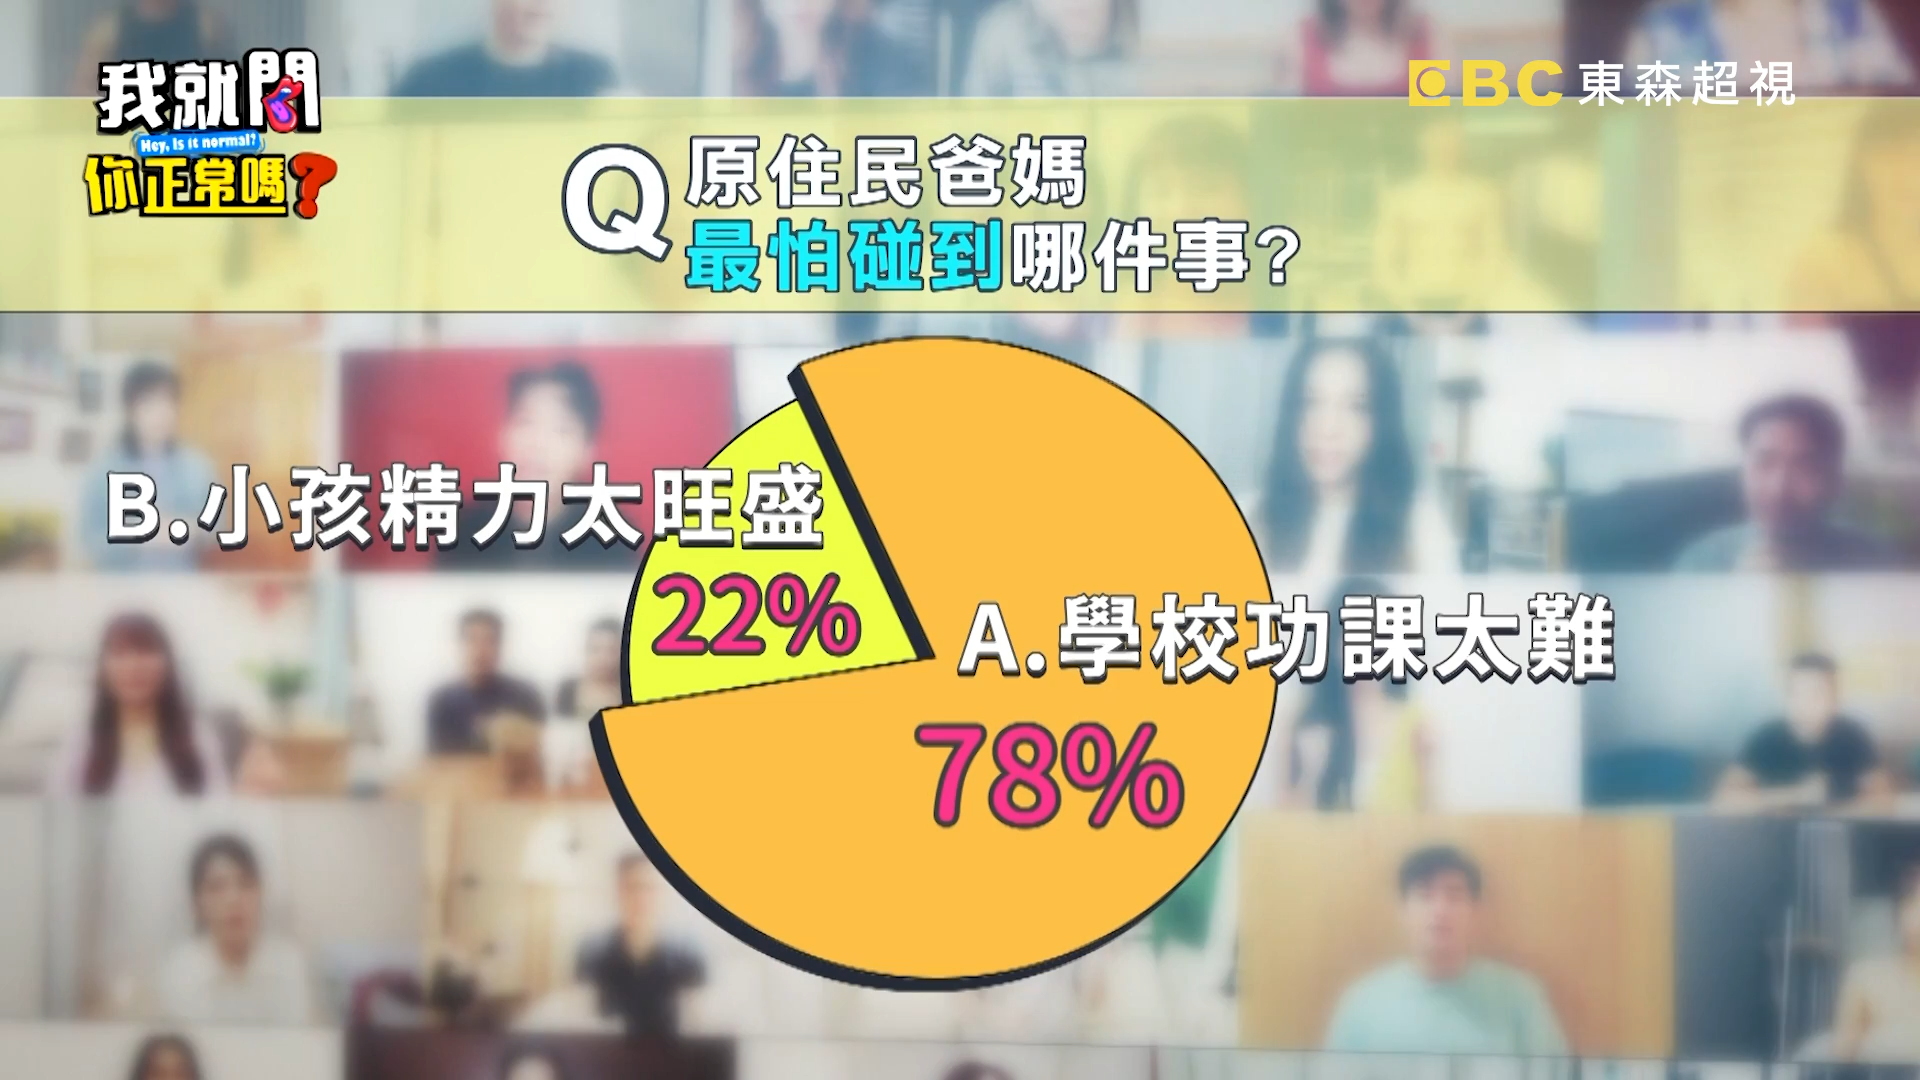 我就問
Hey, Is it normal?
你正常嗎?
EBC 東森超視
Q 原住民爸媽
最怕碰到哪件事?
B.小孩精力太旺盛
22%
A.學校功課太難
78%